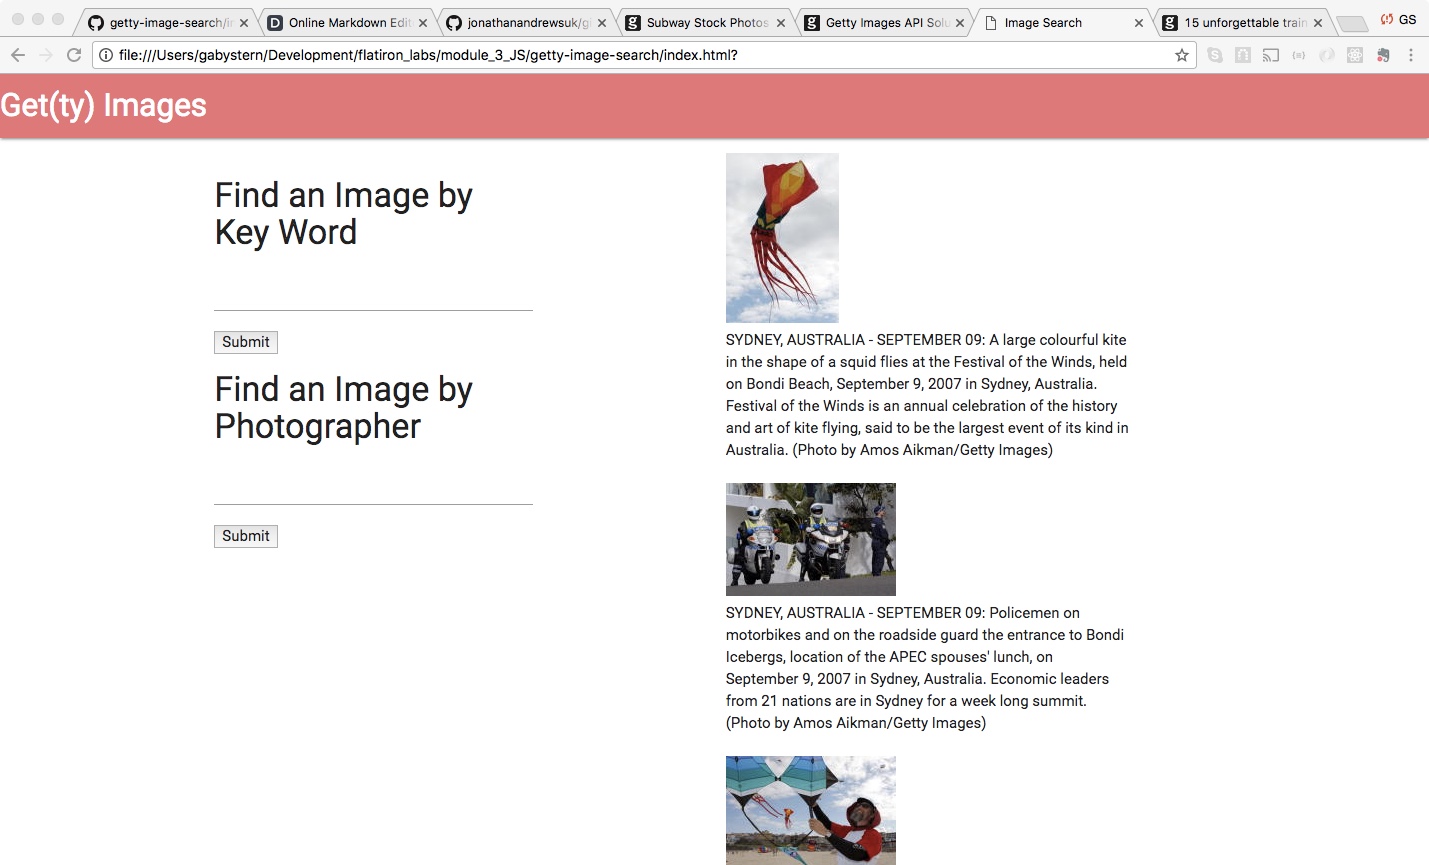 getty-image-search/in
Online Markdown Edit
jonathanandrewsuk/gi
Subway Stock Photos
Getty Images API Solu
Image Search
15 unforgettable train
GS
file:///Users/gabystern/Development/flatiron_labs/module_3_JS/getty-image-search/index.html?
Get(ty) Images
Find an Image by
Key Word
Submit
Find an Image by
Photographer
Submit
SYDNEY, AUSTRALIA - SEPTEMBER 09: A large colourful kite
in the shape of a squid flies at the Festival of the Winds, held
on Bondi Beach, September 9, 2007 in Sydney, Australia.
Festival of the Winds is an annual celebration of the history
and art of kite flying, said to be the largest event of its kind in
Australia. (Photo by Amos Aikman/Getty Images)
SYDNEY, AUSTRALIA - SEPTEMBER 09: Policemen on
motorbikes and on the roadside guard the entrance to Bondi
Icebergs, location of the APEC spouses' lunch, on
September 9, 2007 in Sydney, Australia. Economic leaders
from 21 nations are in Sydney for a week long summit.
(Photo by Amos Aikman/Getty Images)